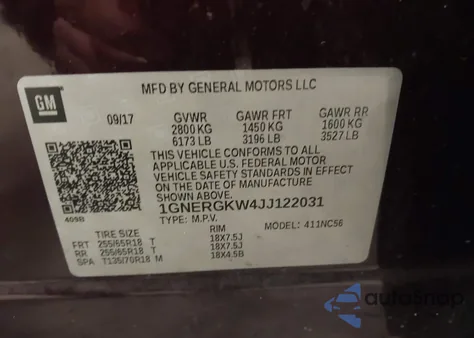 MFD BY GENERAL MOTORS LLC
GM
09/17 GVWR GAWR FRT GAWR RR
2800 KG 1450 KG 1600 KG
6173 LB 3196 LB 3527 LB
THIS VEHICLE CONFORMS TO ALL
APPLICABLE U.S. FEDERAL MOTOR
VEHICLE SAFETY STANDARDS IN EFFECT
ON THE DATE OF MANUFACTURE
SHOWN ABOVE.
1GNERGKW4JJ122031
409B TYPE: M.P.V. MODEL: 411NC56
TIRE SIZE RIM
FRT 255/65R18 T 18X7.5J
RR 255/65R18 T 18X7.5J
SPA T135/70R18 M 18X4.5B
autoSnap